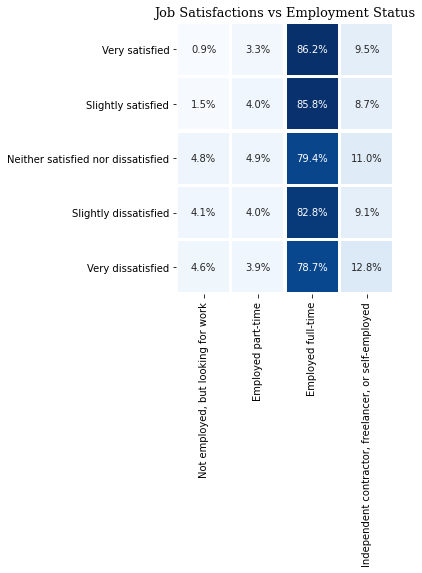 Job Satisfactions vs Employment Status
Very satisfied 0.9% 3.3% 86.2% 9.5%
Slightly satisfied 1.5% 4.0% 85.8% 8.7%
Neither satisfied nor dissatisfied 4.8% 4.9% 79.4% 11.0%
Slightly dissatisfied 4.1% 4.0% 82.8% 9.1%
Very dissatisfied 4.6% 3.9% 78.7% 12.8%
Not employed, but looking for work
Employed part-time
Employed full-time
Independent contractor, freelancer, or self-employed